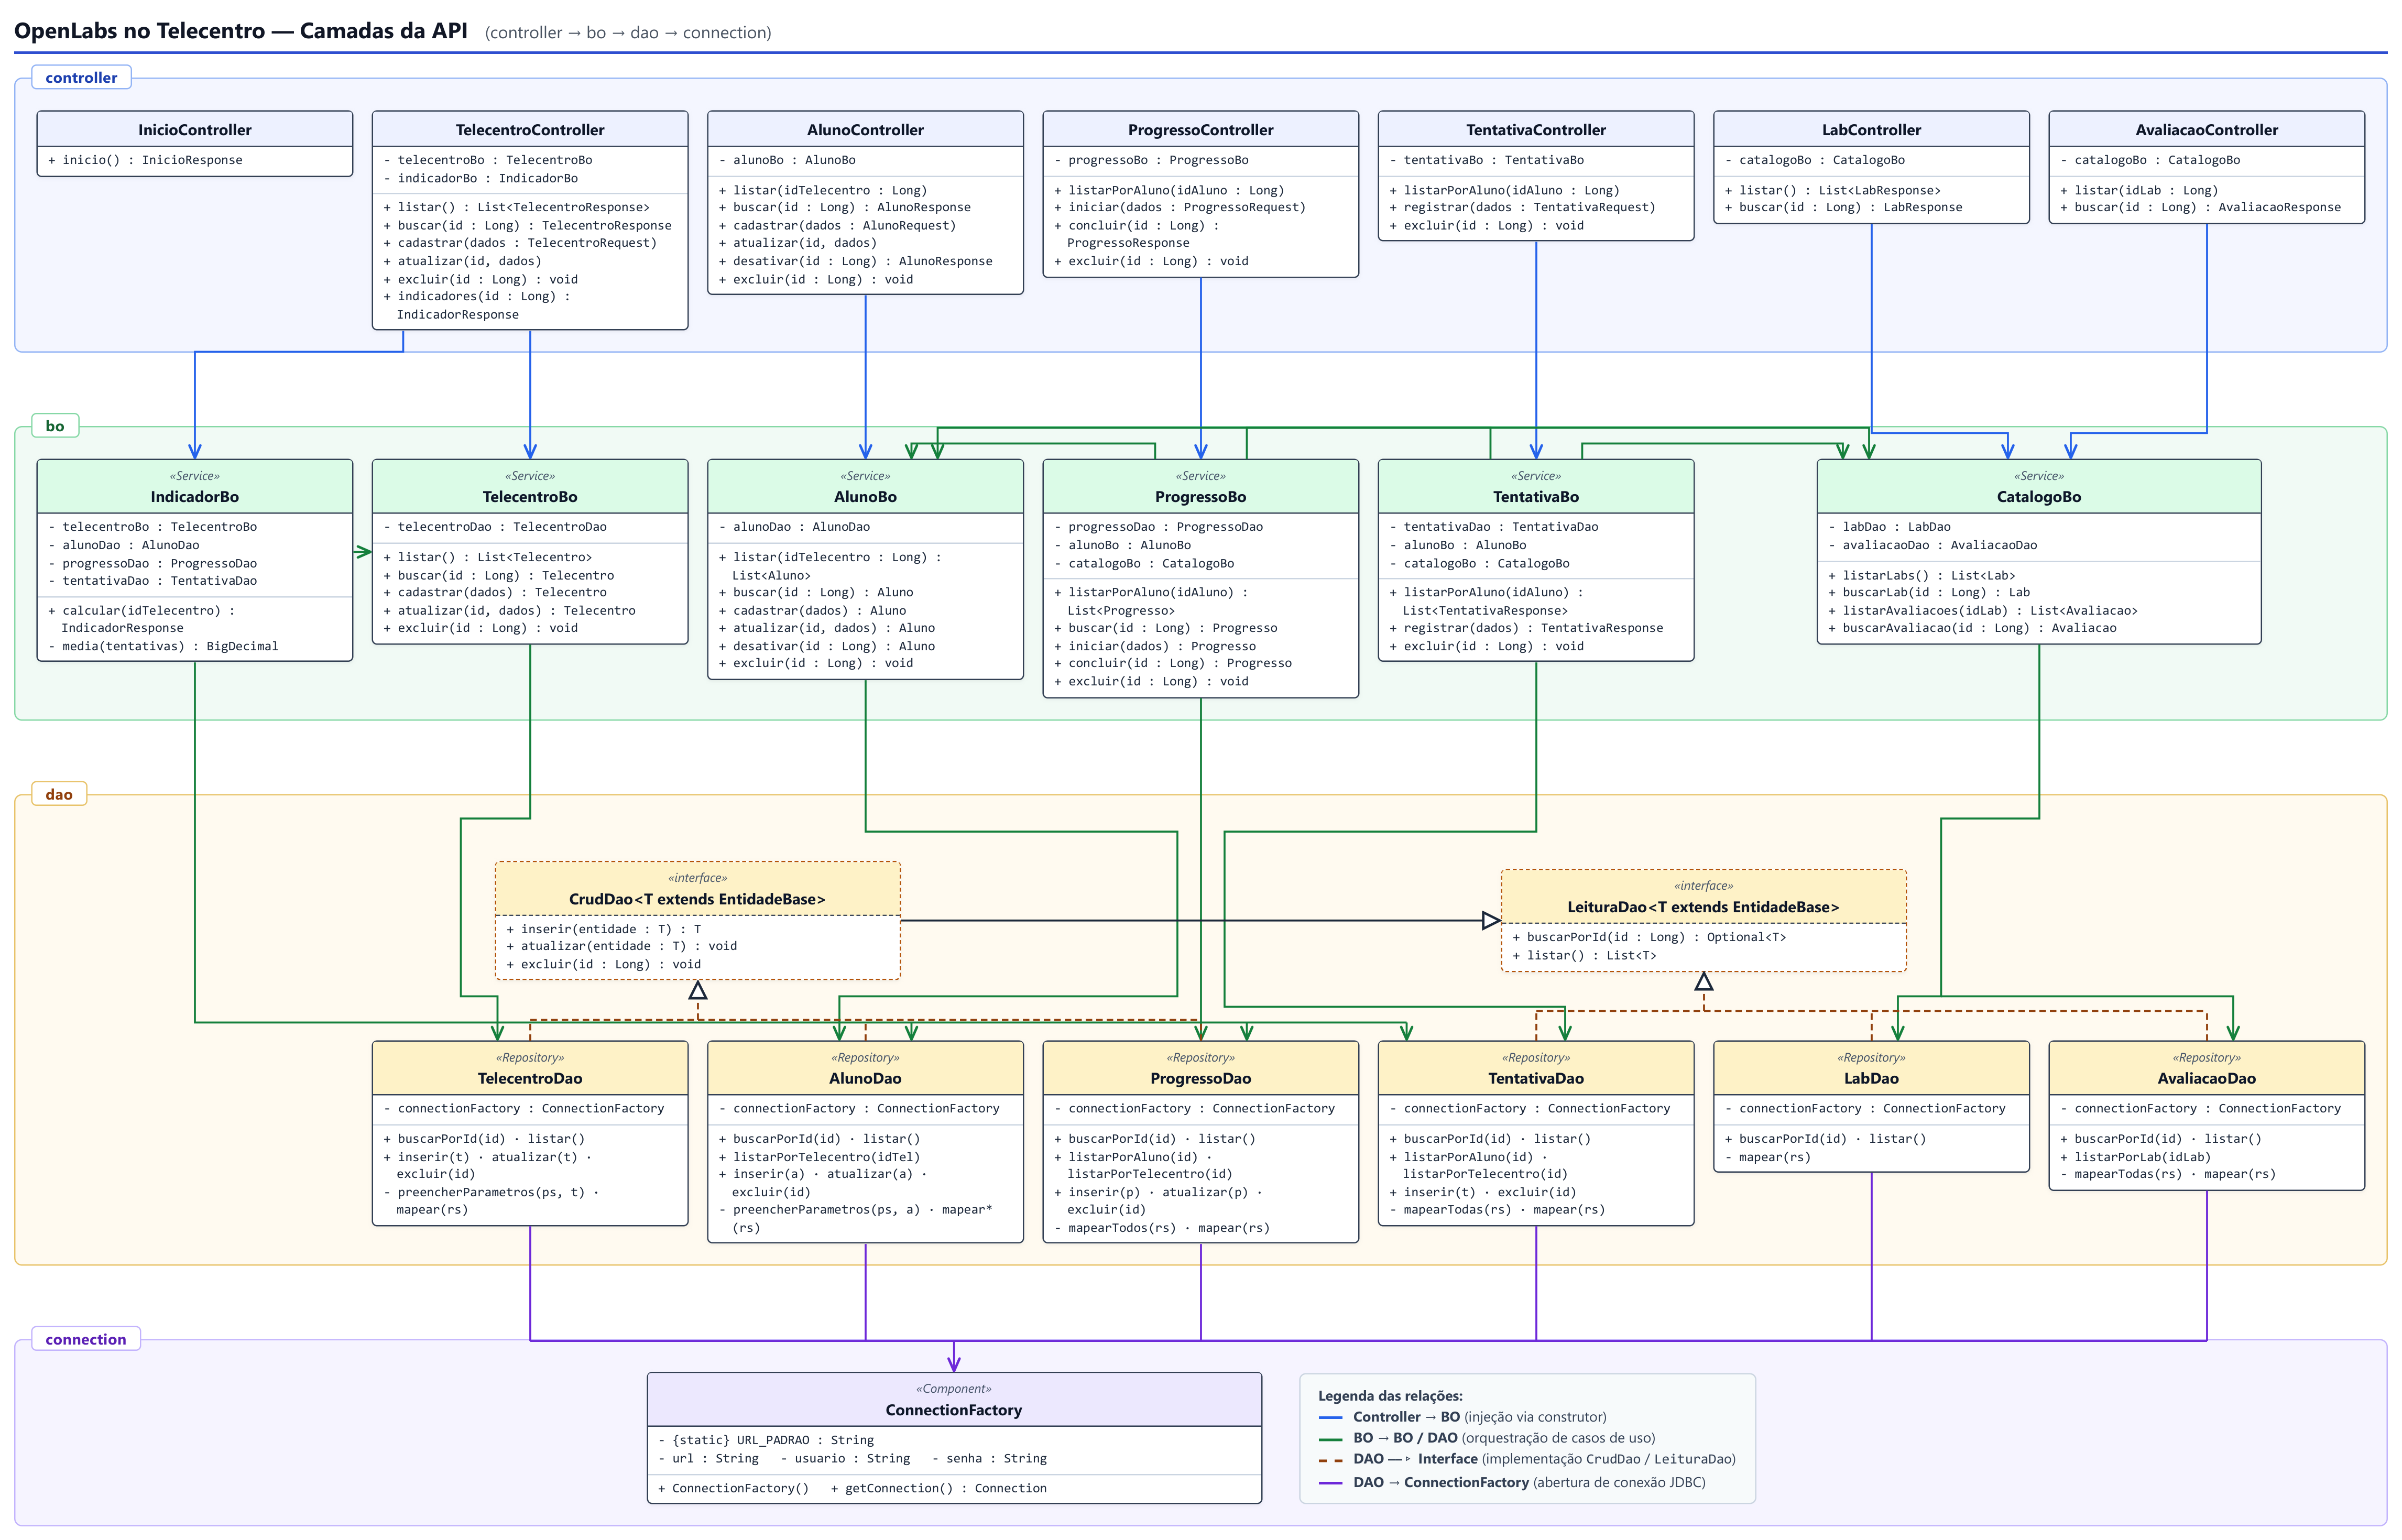 OpenLabs no Telecentro — Camadas da API (controller → bo → dao → connection)
controller
InicioController
+ inicio() : InicioResponse
TelecentroController
- telecentroBo : TelecentroBo
- indicadorBo : IndicadorBo
+ listar() : List<TelecentroResponse>
+ buscar(id : Long) : TelecentroResponse
+ cadastrar(dados : TelecentroRequest)
+ atualizar(id, dados)
+ excluir(id : Long) : void
+ indicadores(id : Long) :
IndicadorResponse
AlunoController
- alunoBo : AlunoBo
+ listar(idTelecentro : Long)
+ buscar(id : Long) : AlunoResponse
+ cadastrar(dados : AlunoRequest)
+ atualizar(id, dados)
+ desativar(id : Long) : AlunoResponse
+ excluir(id : Long) : void
ProgressoController
- progressoBo : ProgressoBo
+ listarPorAluno(idAluno : Long)
+ iniciar(dados : ProgressoRequest)
+ concluir(id : Long) :
ProgressoResponse
+ excluir(id : Long) : void
TentativaController
- tentativaBo : TentativaBo
+ listarPorAluno(idAluno : Long)
+ registrar(dados : TentativaRequest)
+ excluir(id : Long) : void
LabController
- catalogoBo : CatalogoBo
+ listar() : List<LabResponse>
+ buscar(id : Long) : LabResponse
AvaliacaoController
- catalogoBo : CatalogoBo
+ listar(idLab : Long)
+ buscar(id : Long) : AvaliacaoResponse
bo
«Service»
IndicadorBo
- telecentroBo : TelecentroBo
- alunoDao : AlunoDao
- progressoDao : ProgressoDao
- tentativaDao : TentativaDao
+ calcular(idTelecentro) :
IndicadorResponse
- media(tentativas) : BigDecimal
«Service»
TelecentroBo
- telecentroDao : TelecentroDao
+ listar() : List<Telecentro>
+ buscar(id : Long) : Telecentro
+ cadastrar(dados) : Telecentro
+ atualizar(id, dados) : Telecentro
+ excluir(id : Long) : void
«Service»
AlunoBo
- alunoDao : AlunoDao
+ listar(idTelecentro : Long) :
List<Aluno>
+ buscar(id : Long) : Aluno
+ cadastrar(dados) : Aluno
+ atualizar(id, dados) : Aluno
+ desativar(id : Long) : Aluno
+ excluir(id : Long) : void
«Service»
ProgressoBo
- progressoDao : ProgressoDao
- alunoBo : AlunoBo
- catalogoBo : CatalogoBo
+ listarPorAluno(idAluno) :
List<Progresso>
+ buscar(id : Long) : Progresso
+ iniciar(dados) : Progresso
+ concluir(id : Long) : Progresso
+ excluir(id : Long) : void
«Service»
TentativaBo
- tentativaDao : TentativaDao
- alunoBo : AlunoBo
- catalogoBo : CatalogoBo
+ listarPorAluno(idAluno) :
List<TentativaResponse>
+ registrar(dados) : TentativaResponse
+ excluir(id : Long) : void
«Service»
CatalogoBo
- labDao : LabDao
- avaliacaoDao : AvaliacaoDao
+ listarLabs() : List<Lab>
+ buscarLab(id : Long) : Lab
+ listarAvaliacoes(idLab) : List<Avaliacao>
+ buscarAvaliacao(id : Long) : Avaliacao
dao
«interface»
CrudDao<T extends EntidadeBase>
+ inserir(entidade : T) : T
+ atualizar(entidade : T) : void
+ excluir(id : Long) : void
«interface»
LeituraDao<T extends EntidadeBase>
+ buscarPorId(id : Long) : Optional<T>
+ listar() : List<T>
«Repository»
TelecentroDao
- connectionFactory : ConnectionFactory
+ buscarPorId(id) · listar()
+ inserir(t) · atualizar(t) ·
excluir(id)
- preencherParametros(ps, t) ·
mapear(rs)
«Repository»
AlunoDao
- connectionFactory : ConnectionFactory
+ buscarPorId(id) · listar()
+ listarPorTelecentro(idTel)
+ inserir(a) · atualizar(a) ·
excluir(id)
- preencherParametros(ps, a) · mapear*
(rs)
«Repository»
ProgressoDao
- connectionFactory : ConnectionFactory
+ buscarPorId(id) · listar()
+ listarPorAluno(id) ·
listarPorTelecentro(id)
+ inserir(p) · atualizar(p) ·
excluir(id)
- mapearTodos(rs) · mapear(rs)
«Repository»
TentativaDao
- connectionFactory : ConnectionFactory
+ buscarPorId(id) · listar()
+ listarPorAluno(id) ·
listarPorTelecentro(id)
+ inserir(t) · excluir(id)
- mapearTodas(rs) · mapear(rs)
«Repository»
LabDao
- connectionFactory : ConnectionFactory
+ buscarPorId(id) · listar()
- mapear(rs)
«Repository»
AvaliacaoDao
- connectionFactory : ConnectionFactory
+ buscarPorId(id) · listar()
+ listarPorLab(idLab)
- mapearTodas(rs) · mapear(rs)
connection
«Component»
ConnectionFactory
- {static} URL_PADRAO : String
- url : String - usuario : String - senha : String
+ ConnectionFactory() + getConnection() : Connection
Legenda das relações:
Controller → BO (injeção via construtor)
BO → BO / DAO (orquestração de casos de uso)
DAO —▹ Interface (implementação CrudDao / LeituraDao)
DAO → ConnectionFactory (abertura de conexão JDBC)